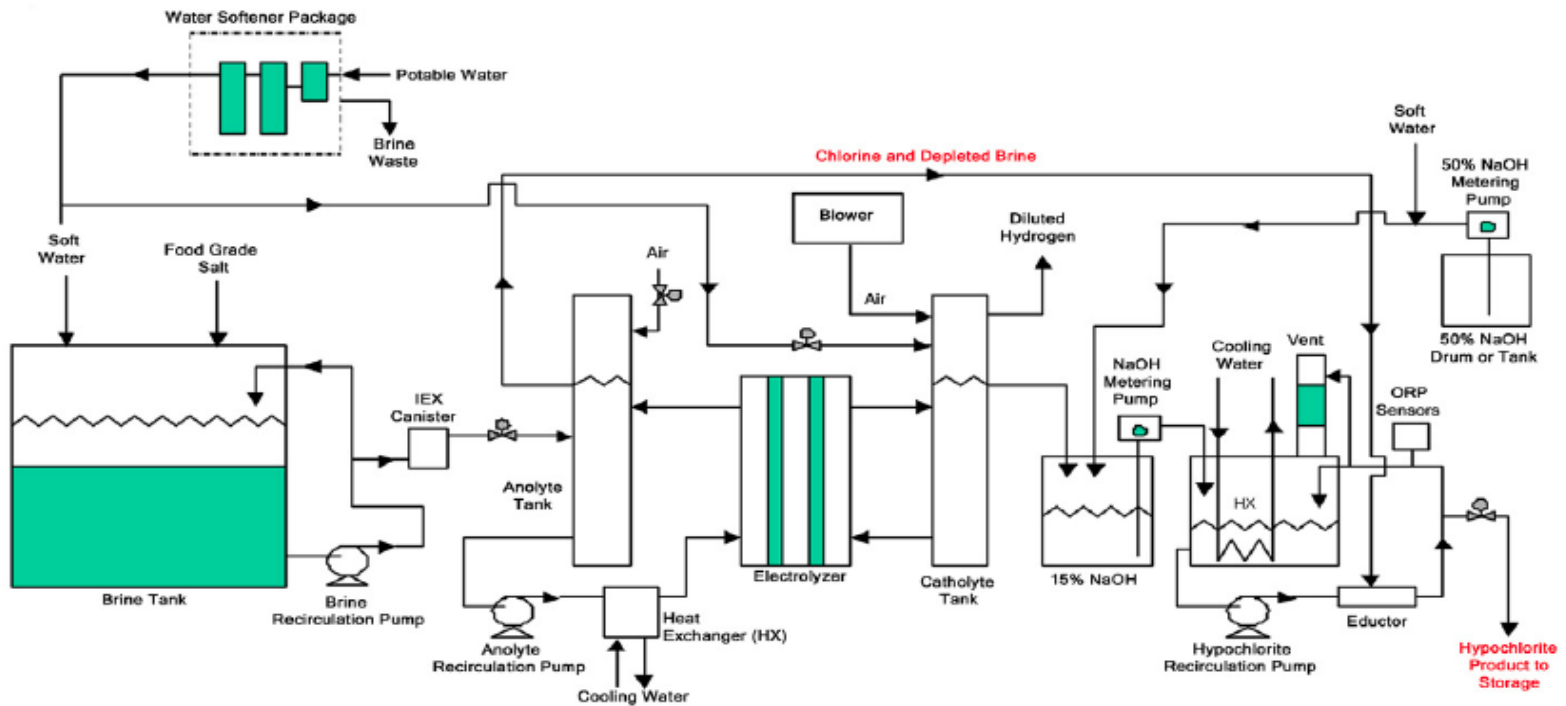 Water Softener Package
Potable Water
Brine
Waste
Chlorine and Depleted Brine
Soft
Water
50% NaOH
Metering
Pump
Blower
Diluted
Hydrogen
Soft
Water
Food Grade
Salt
Air
Air
50% NaOH
Drum or Tank
Cooling
Water
Vent
NaOH
Metering
Pump
ORP
Sensors
IEX
Canister
Anolyte
Tank
HX
Electrolyzer
Catholyte
Tank
15% NaOH
Brine Tank
Brine
Recirculation Pump
Heat
Exchanger (HX)
Eductor
Anolyte
Recirculation Pump
Hypochlorite
Recirculation Pump
Cooling Water
Hypochlorite
Product to
Storage